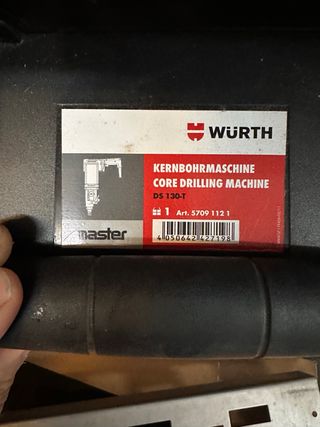 WÜRTH
KERNBOHRMASCHINE
CORE DRILLING MACHINE
DS 130-T
1 Art. 5709 112 1
master
4 050642 427198